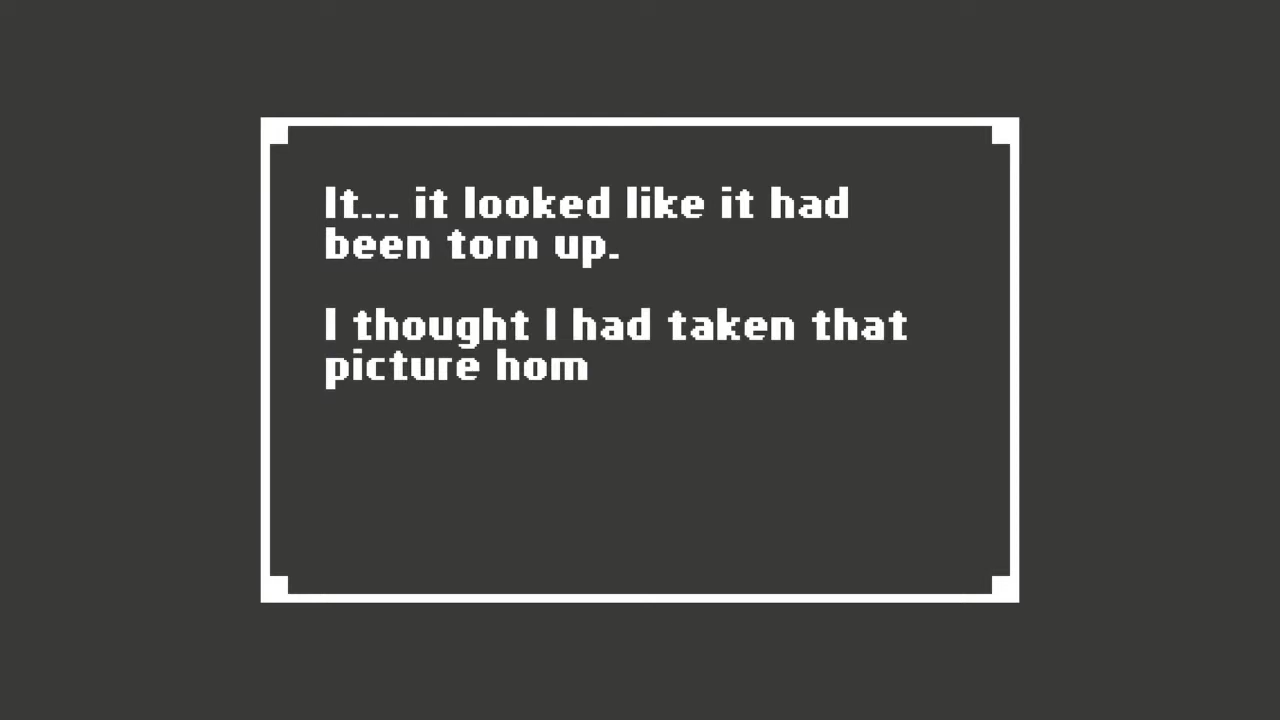 It... it looked like it had
been torn up.
I thought I had taken that
picture hom